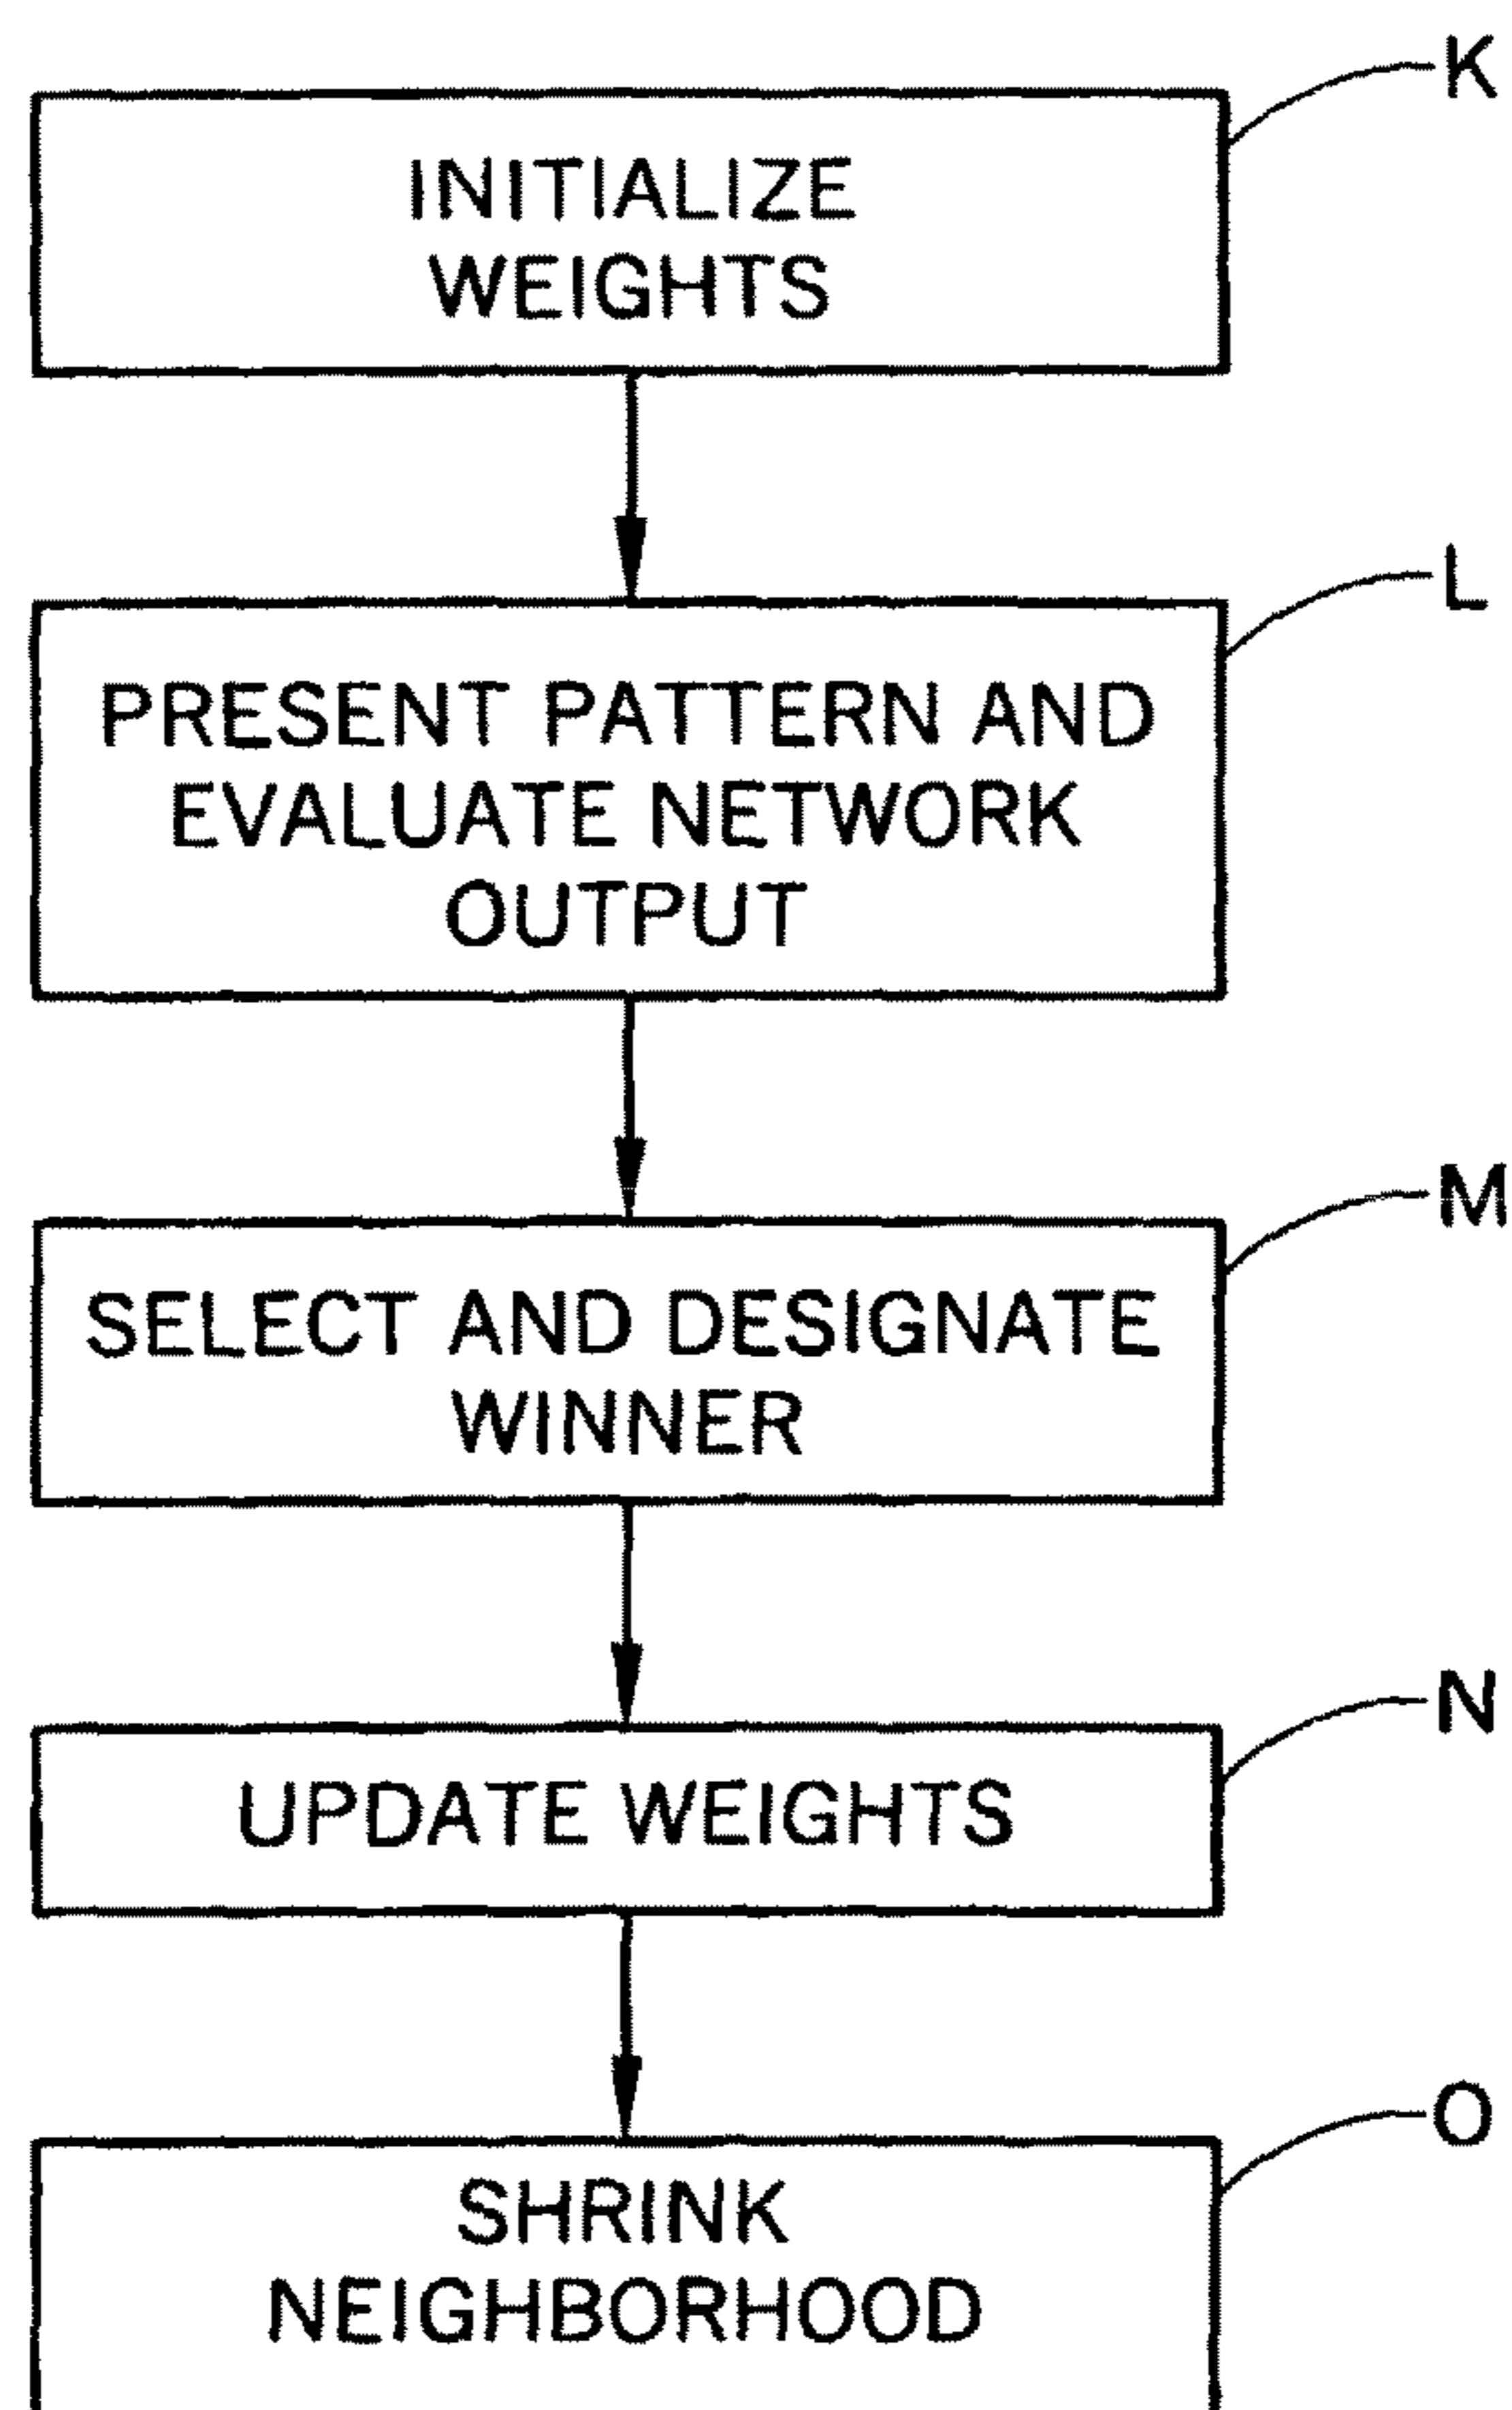 K
INITIALIZE
WEIGHTS
L
PRESENT PATTERN AND
EVALUATE NETWORK
OUTPUT
M
SELECT AND DESIGNATE
WINNER
N
UPDATE WEIGHTS
O
SHRINK
NEIGHBORHOOD